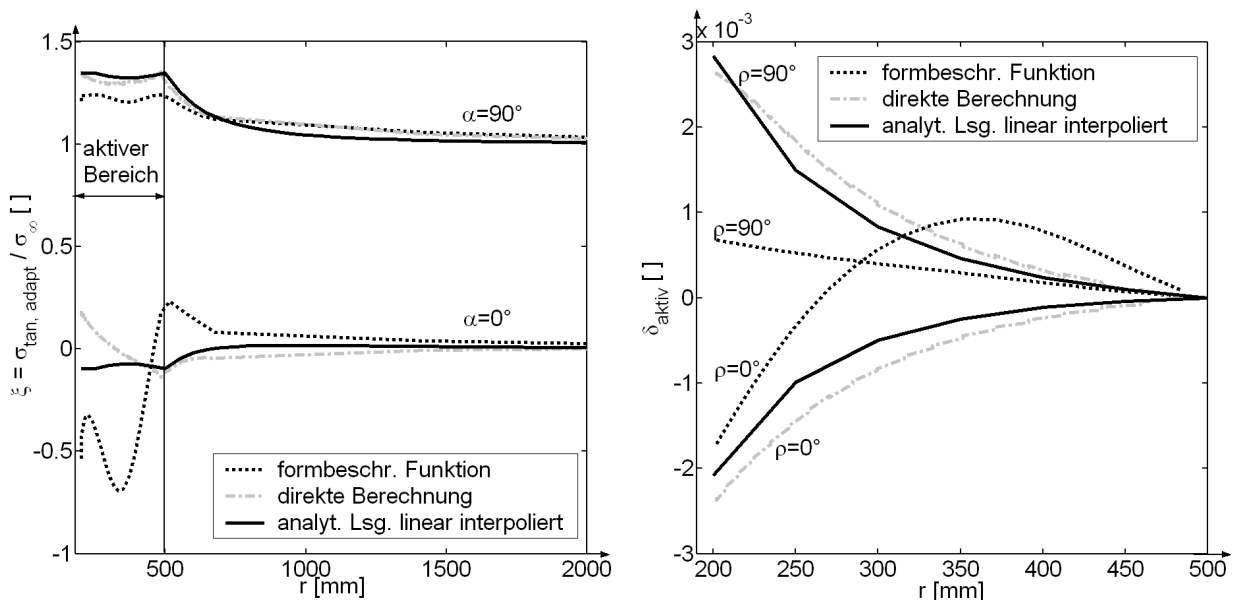 1.5
1
0.5
0
-0.5
-1
ξ = σtan, adapt / σ∞ [ ]
aktiver
Bereich
α=90°
α=0°
formbeschr. Funktion
direkte Berechnung
analyt. Lsg. linear interpoliert
500
1000
1500
2000
r [mm]
x 10⁻³
3
2
1
0
-1
-2
-3
δaktiv [ ]
ρ=90°
formbeschr. Funktion
direkte Berechnung
analyt. Lsg. linear interpoliert
ρ=90°
ρ=0°
ρ=0°
200
250
300
350
400
450
500
r [mm]